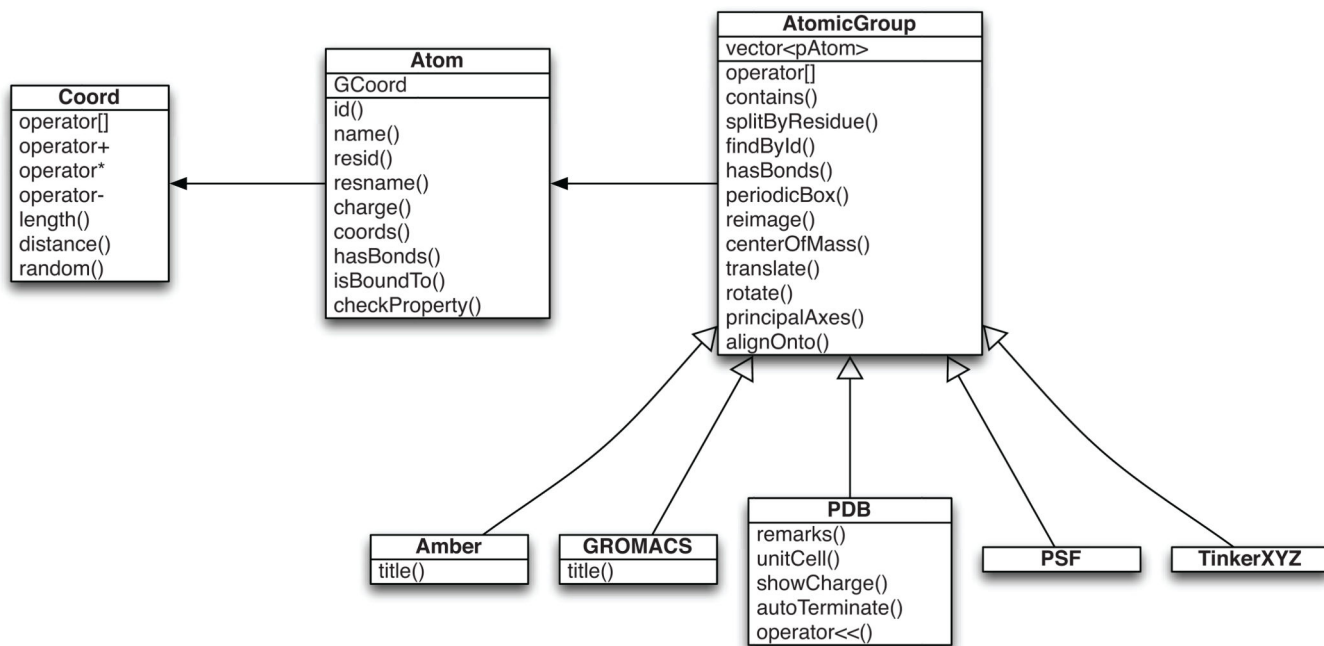 Coord
operator[]
operator+
operator*
operator-
length()
distance()
random()
Atom
GCoord
id()
name()
resid()
resname()
charge()
coords()
hasBonds()
isBoundTo()
checkProperty()
AtomicGroup
vector<pAtom>
operator[]
contains()
splitByResidue()
findById()
hasBonds()
periodicBox()
reimage()
centerOfMass()
translate()
rotate()
principalAxes()
alignOnto()
Amber
title()
GROMACS
title()
PDB
remarks()
unitCell()
showCharge()
autoTerminate()
operator<<()
PSF
TinkerXYZ